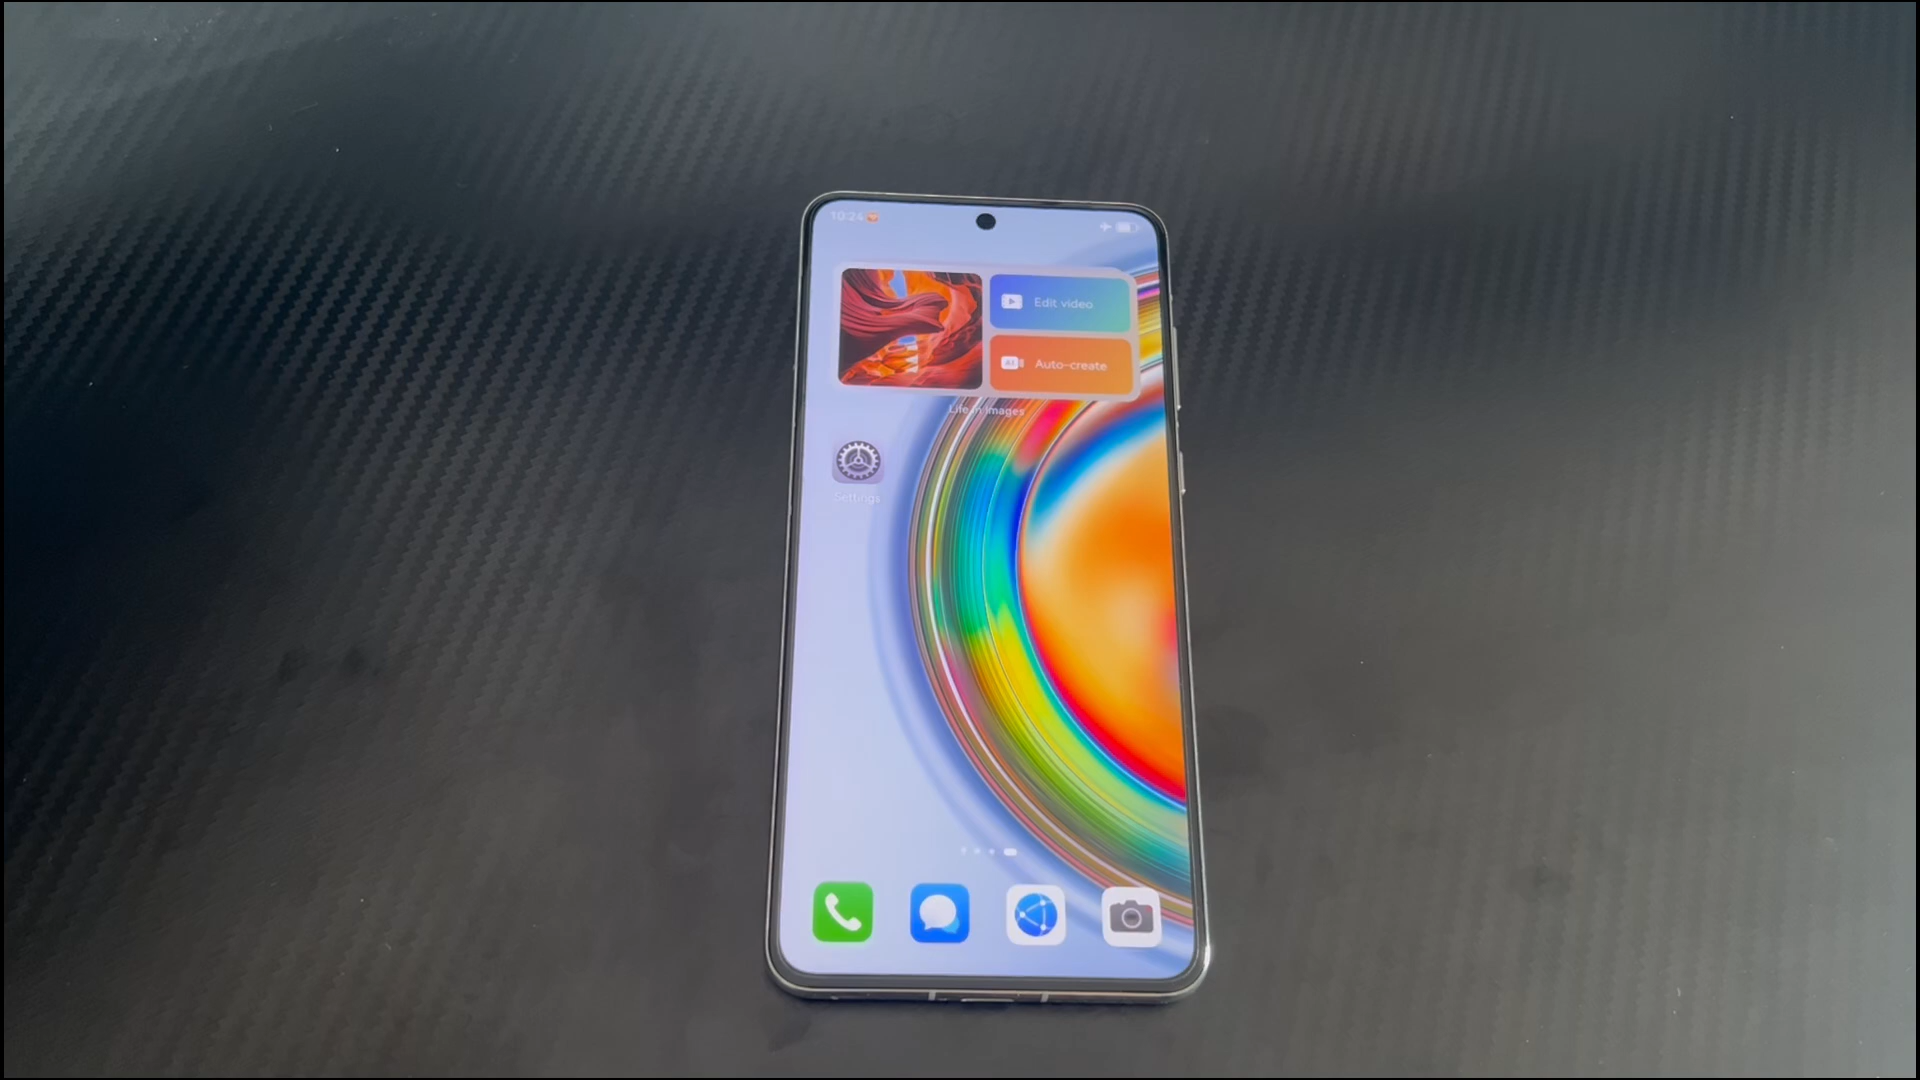 10:24
Edit video
Auto-create
Life in images
Settings